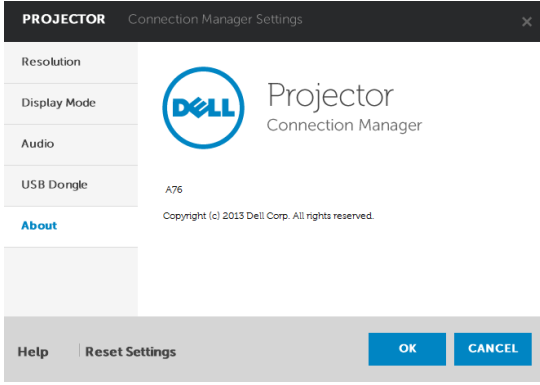 PROJECTOR Connection Manager Settings ×
Resolution
Display Mode
Audio
USB Dongle
About
DELL
Projector
Connection Manager
A76
Copyright (c) 2013 Dell Corp. All rights reserved.
Help Reset Settings OK CANCEL